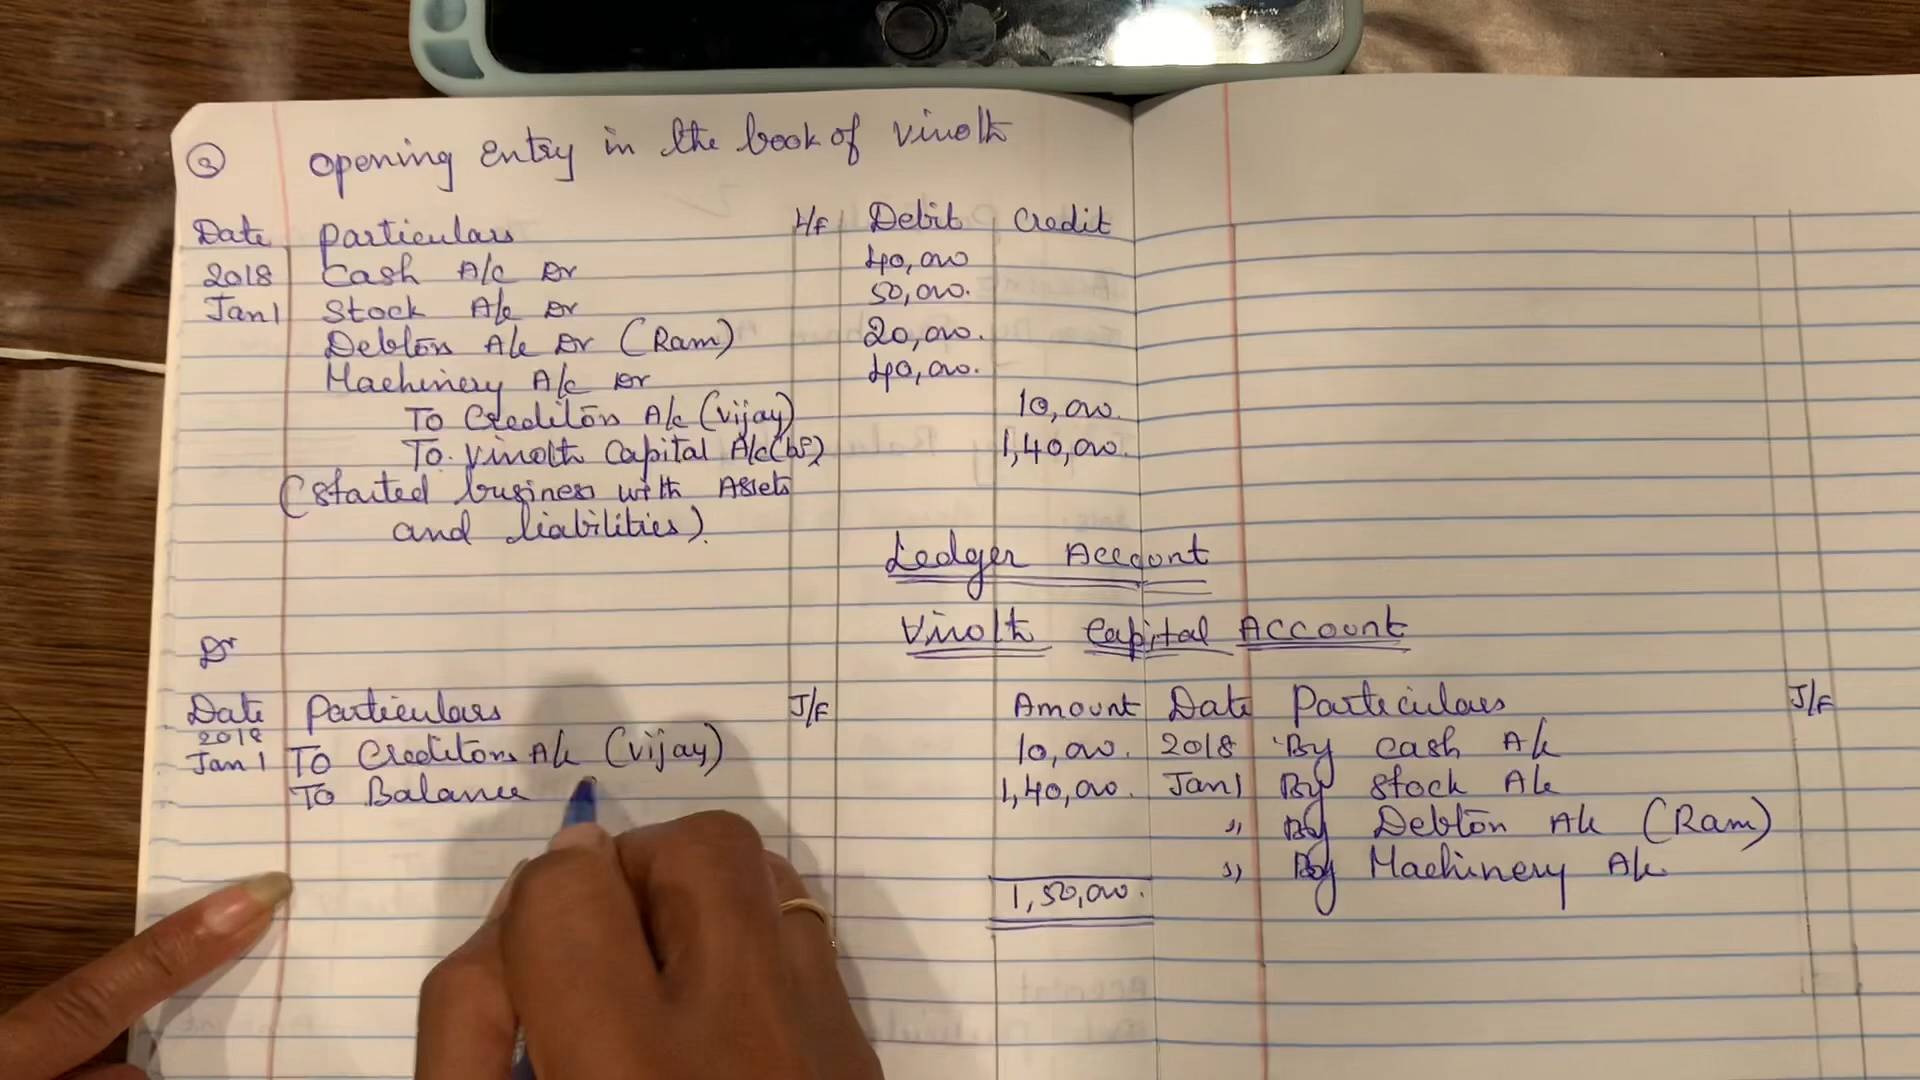 3 opening entry in the book of vinoth
Date particulars L/F Debit Credit
2018 Cash A/c Dr 40,000
Jan 1 Stock A/c Dr 50,000.
Debtors A/c Dr (Ram) 20,000.
Machinery A/c Dr 40,000.
To Creditors A/c (vijay) 10,000.
To. vinoth Capital A/c (bf) 1,40,000.
(started business with Assets
and liabilities).
Ledger Account
Vinoth Capital Account
Dr
Date particulars J/F Amount Date Particulars J/F
2018
Jan 1 To Creditors A/c (vijay) 10,000. 2018 By cash A/c
To Balance 1,40,000. Jan 1 By stock A/c
,, By Debtor A/c (Ram)
,, By Machinery A/c
1,50,000.